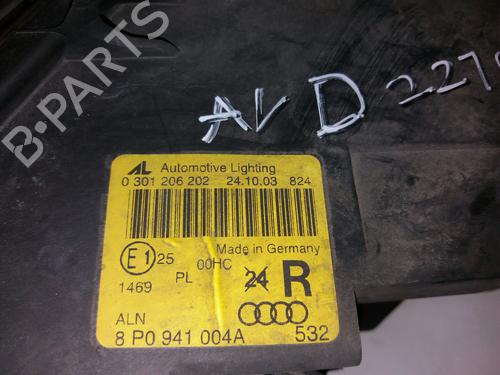 B-PARTS
AVD 227
AL Automotive Lighting
0 301 206 202 24.10.03 824
E1 25 00HC Made in Germany
1469 PL 24 R
ALN
8 P0 941 004A 532